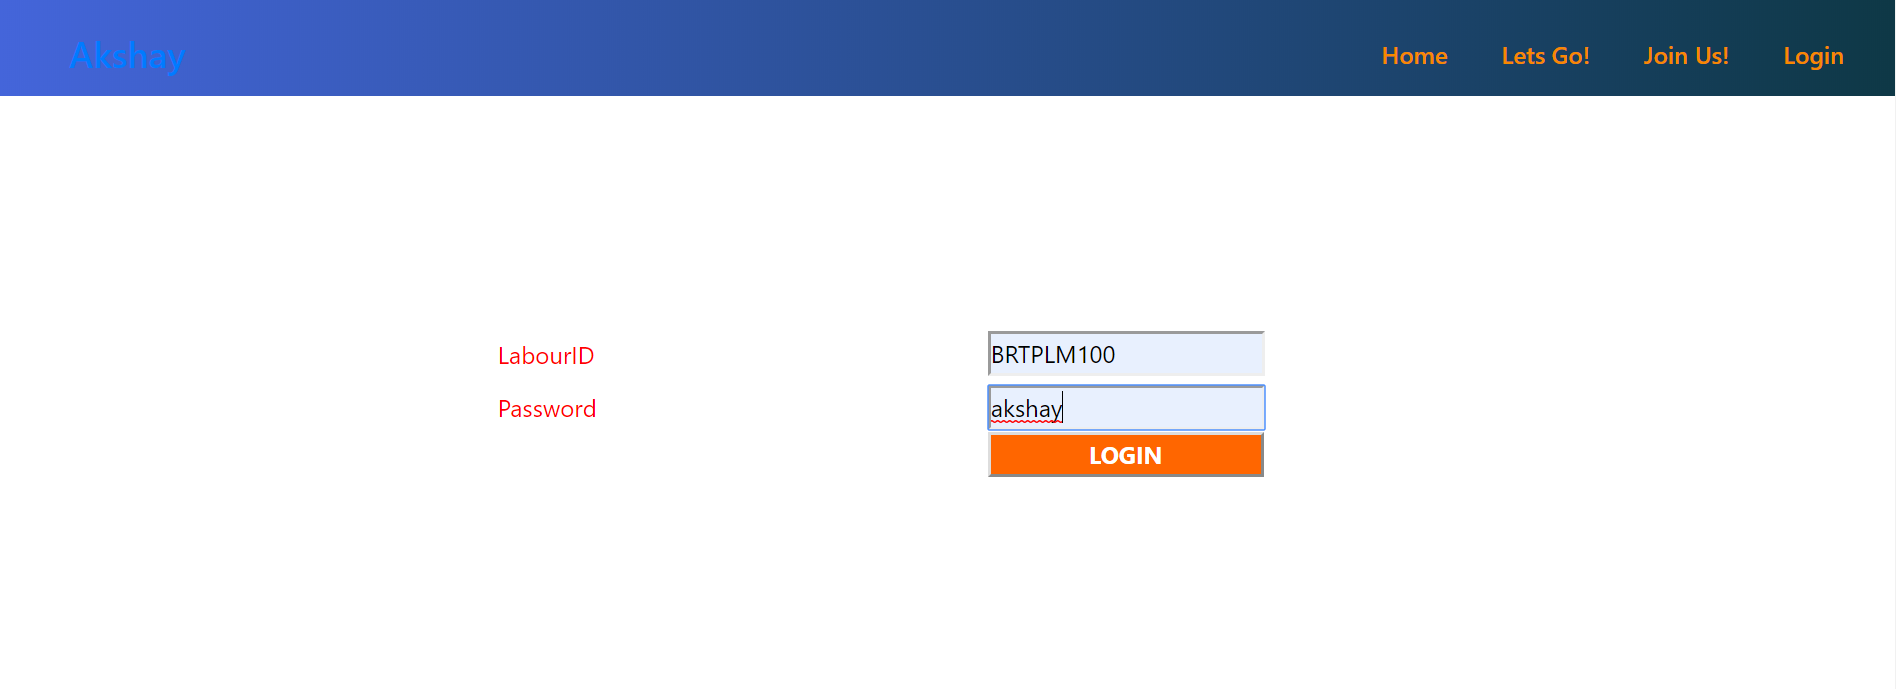 Akshay Home Lets Go! Join Us! Login
LabourID BRTPLM100
Password akshay
LOGIN